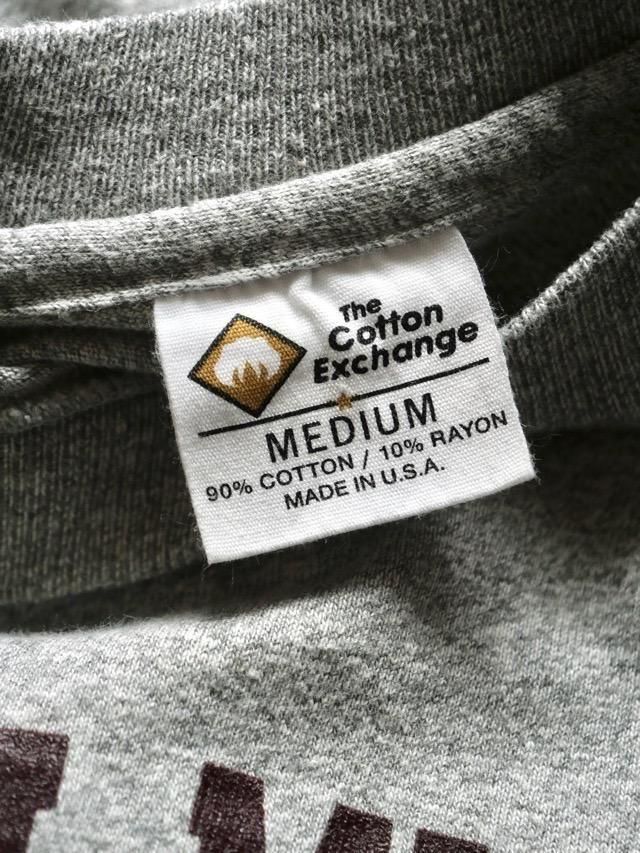 The
Cotton
Exchange
MEDIUM
90% COTTON / 10% RAYON
MADE IN U.S.A.